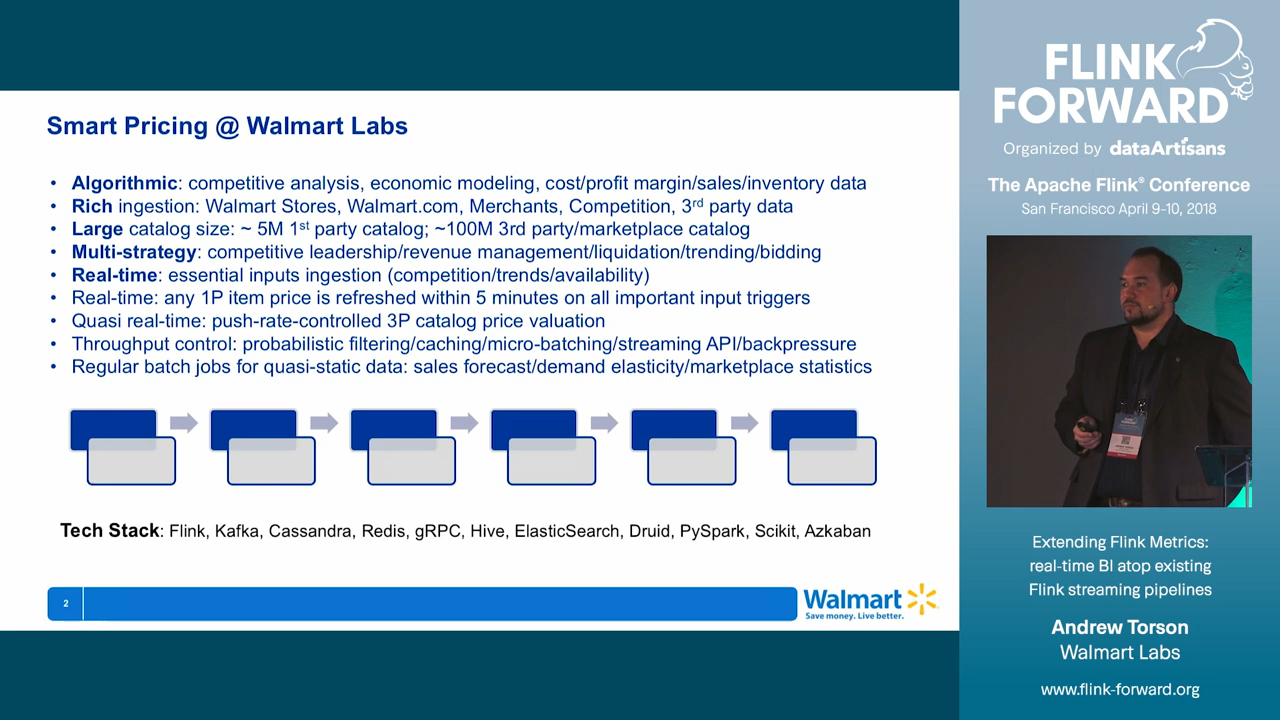 Smart Pricing @ Walmart Labs
• Algorithmic: competitive analysis, economic modeling, cost/profit margin/sales/inventory data
• Rich ingestion: Walmart Stores, Walmart.com, Merchants, Competition, 3rd party data
• Large catalog size: ~ 5M 1st party catalog; ~100M 3rd party/marketplace catalog
• Multi-strategy: competitive leadership/revenue management/liquidation/trending/bidding
• Real-time: essential inputs ingestion (competition/trends/availability)
• Real-time: any 1P item price is refreshed within 5 minutes on all important input triggers
• Quasi real-time: push-rate-controlled 3P catalog price valuation
• Throughput control: probabilistic filtering/caching/micro-batching/streaming API/backpressure
• Regular batch jobs for quasi-static data: sales forecast/demand elasticity/marketplace statistics
Tech Stack: Flink, Kafka, Cassandra, Redis, gRPC, Hive, ElasticSearch, Druid, PySpark, Scikit, Azkaban
2
Walmart
Save money. Live better.
FLINK
FORWARD
Organized by dataArtisans
The Apache Flink® Conference
San Francisco April 9-10, 2018
Extending Flink Metrics:
real-time BI atop existing
Flink streaming pipelines
Andrew Torson
Walmart Labs
www.flink-forward.org